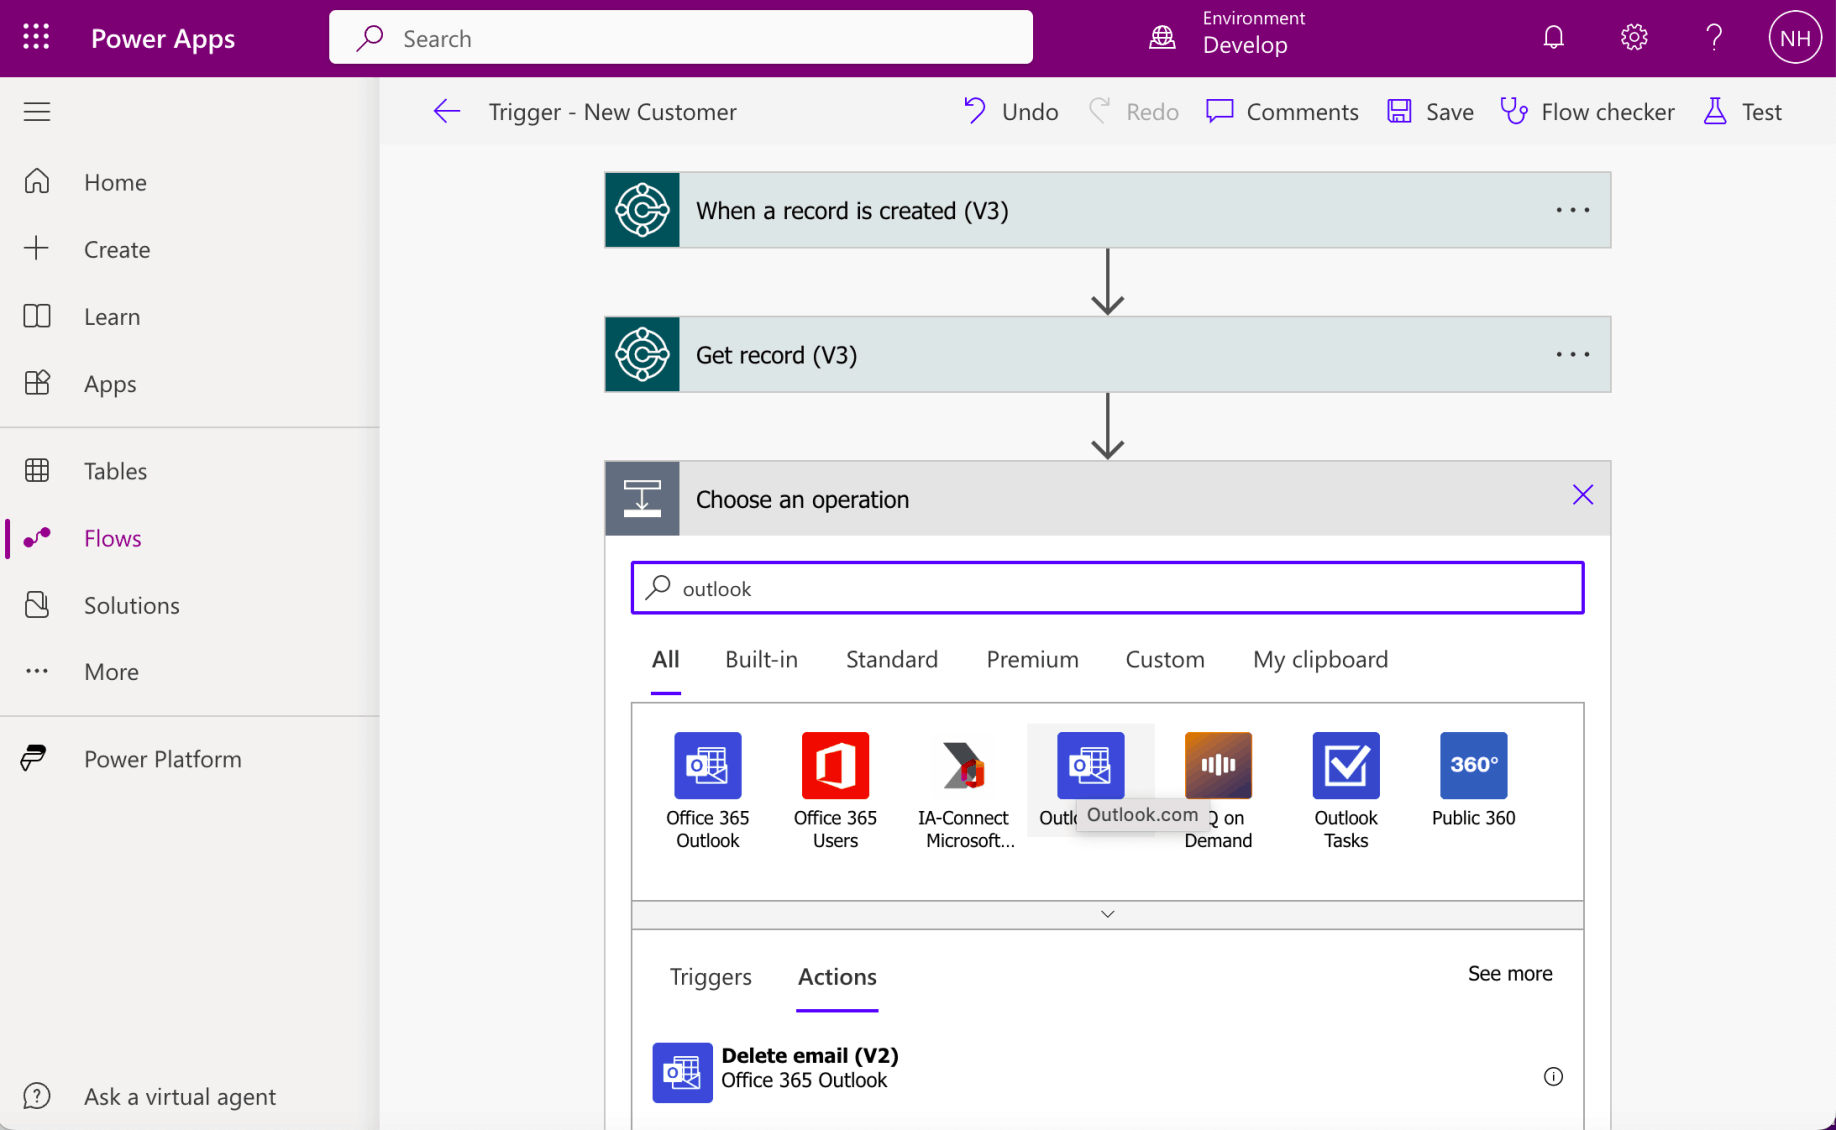 Power Apps
Search
Environment
Develop
NH
Trigger - New Customer
Undo
Redo
Comments
Save
Flow checker
Test
Home
Create
Learn
Apps
Tables
Flows
Solutions
More
Power Platform
Ask a virtual agent
When a record is created (V3)
Get record (V3)
Choose an operation
outlook
All
Built-in
Standard
Premium
Custom
My clipboard
Office 365
Outlook
Office 365
Users
IA-Connect
Microsoft...
Outlook.com
Q on
Demand
Outlook
Tasks
360°
Public 360
Triggers
Actions
See more
Delete email (V2)
Office 365 Outlook